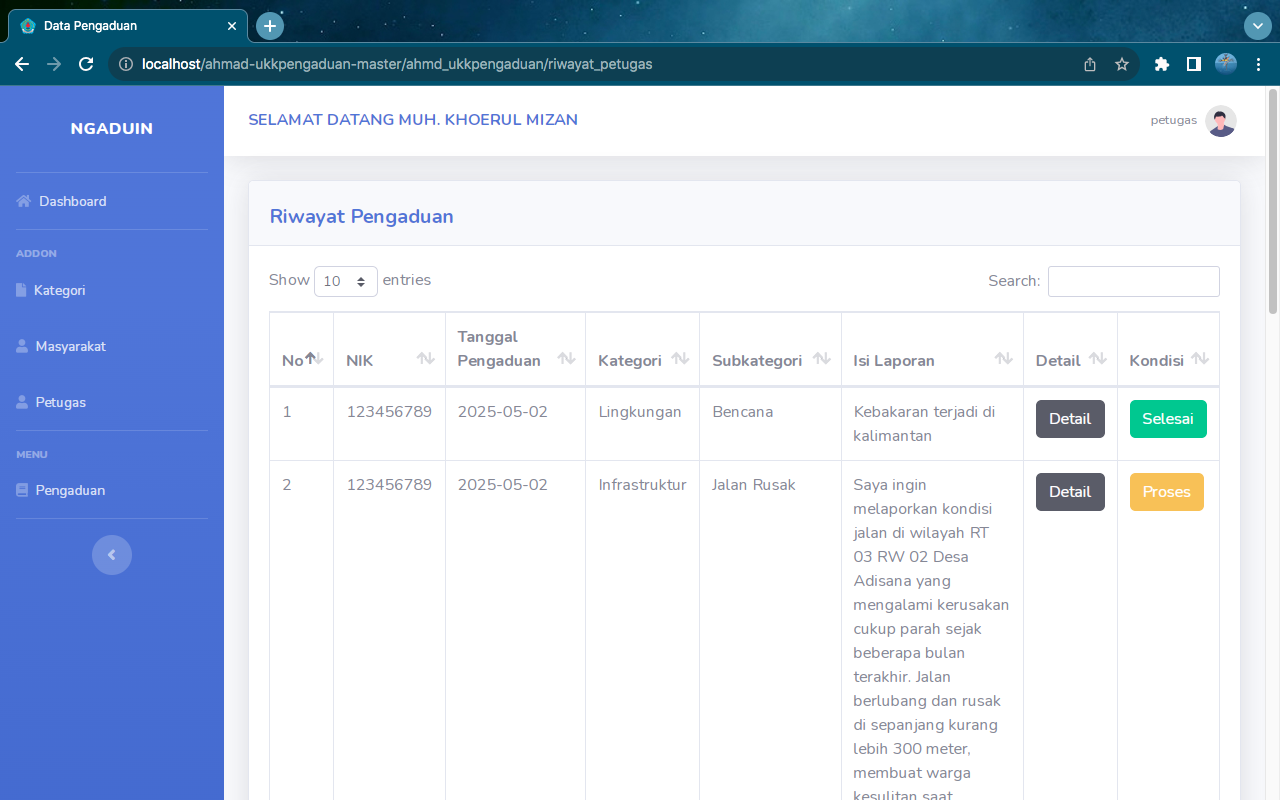 Data Pengaduan
localhost/ahmad-ukkpengaduan-master/ahmd_ukkpengaduan/riwayat_petugas
NGADUIN
Dashboard
ADDON
Kategori
Masyarakat
Petugas
MENU
Pengaduan
SELAMAT DATANG MUH. KHOERUL MIZAN
petugas
Riwayat Pengaduan
Show 10 entries
Search:
No NIK Tanggal Pengaduan Kategori Subkategori Isi Laporan Detail Kondisi
1 123456789 2025-05-02 Lingkungan Bencana Kebakaran terjadi di Detail Selesai
kalimantan
2 123456789 2025-05-02 Infrastruktur Jalan Rusak Saya ingin Detail Proses
melaporkan kondisi
jalan di wilayah RT
03 RW 02 Desa
Adisana yang
mengalami kerusakan
cukup parah sejak
beberapa bulan
terakhir. Jalan
berlubang dan rusak
di sepanjang kurang
lebih 300 meter,
membuat warga
kesulitan saat